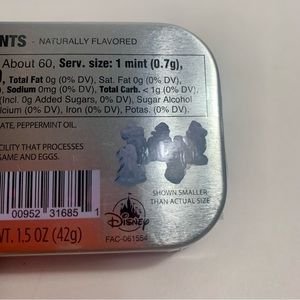 NTS - NATURALLY FLAVORED
About 60, Serv. size: 1 mint (0.7g),
Total Fat 0g (0% DV), Sat. Fat 0g (0% DV),
Sodium 0mg (0% DV), Total Carb. < 1g (0% DV),
(Incl. 0g Added Sugars, 0% DV), Sugar Alcohol
alcium (0% DV), Iron (0% DV), Potas. (0% DV).
ATE, PEPPERMINT OIL.
CILITY THAT PROCESSES
SAME AND EGGS.
SHOWN SMALLER
THAN ACTUAL SIZE
00952 31685 1
Disney
WT. 1.5 OZ (42g)
FAC-061554